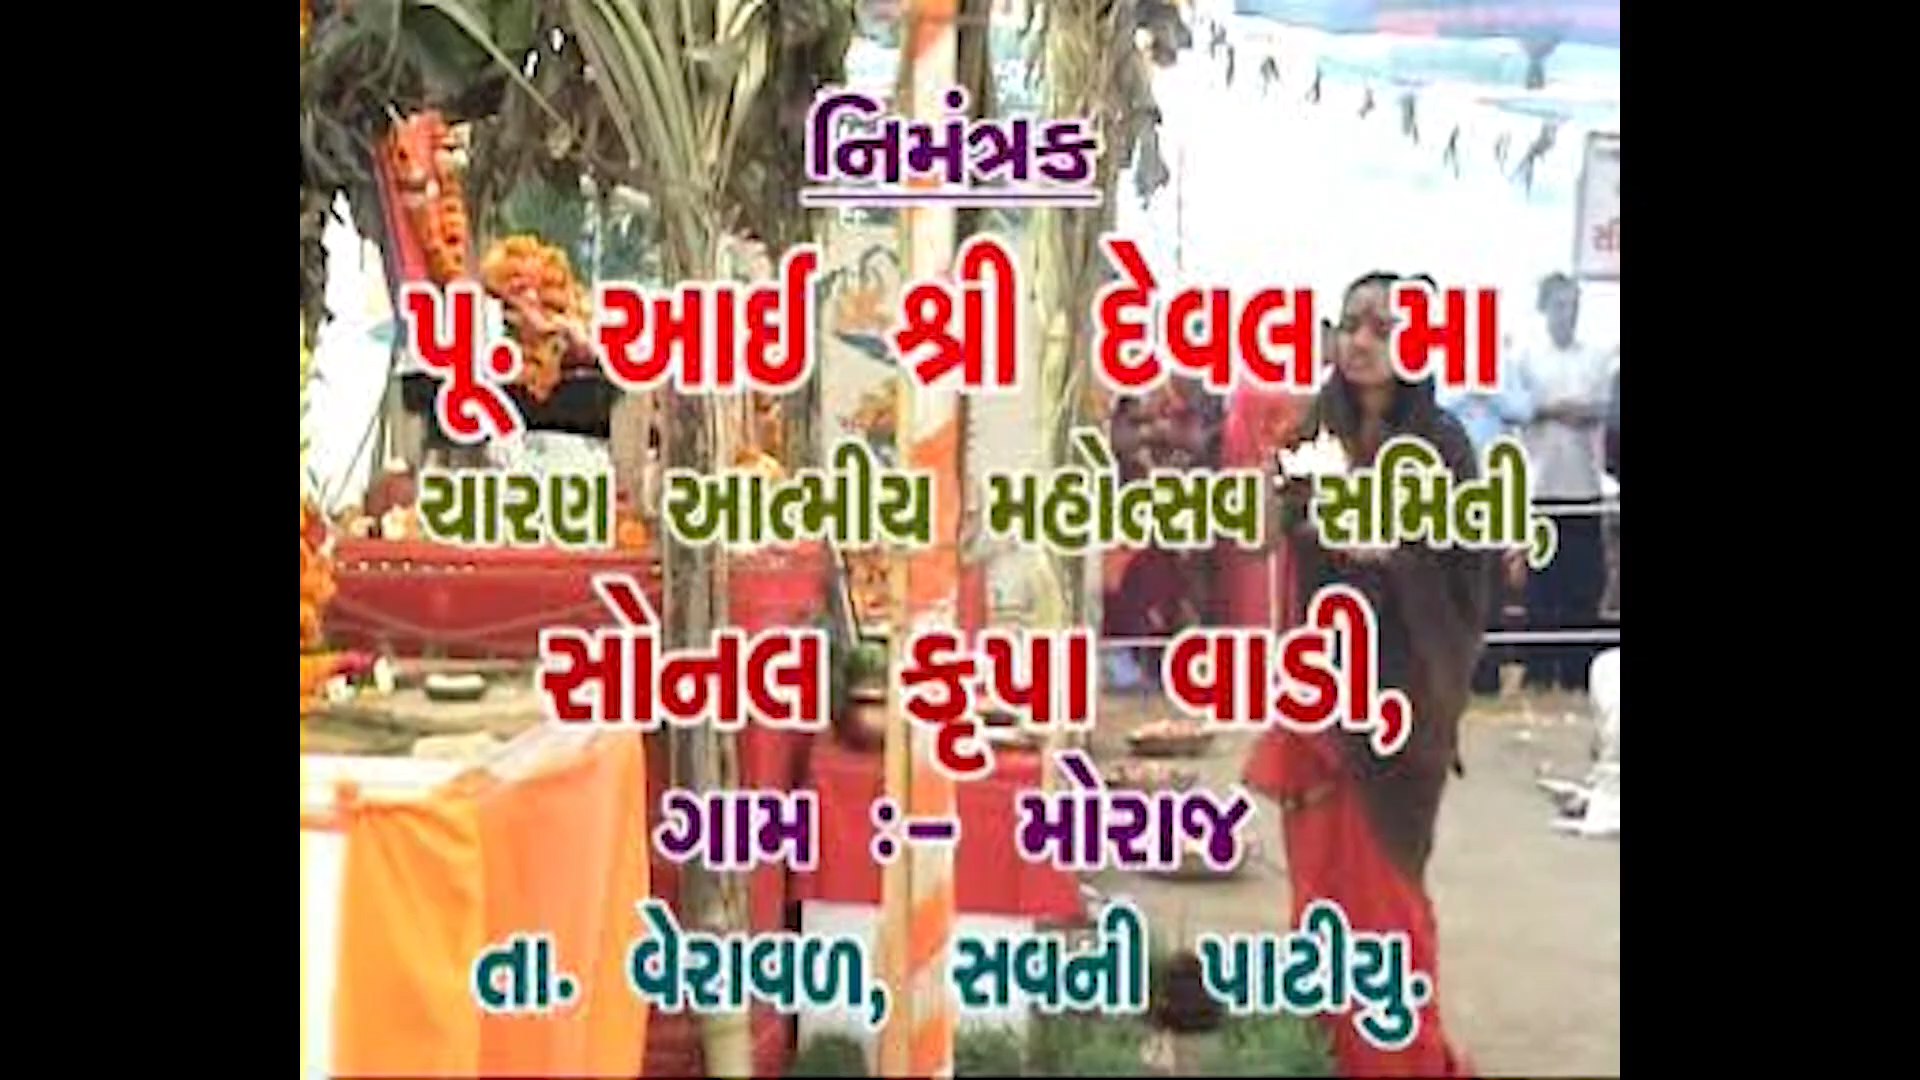 નિમંત્રક
પૂ. આઈ શ્રી દેવલ મા
ચારણ આત્મીય મહોત્સવ સમિતી,
સોનલ કૃપા વાડી,
ગામ :- મોરાજ
તા. વેરાવળ, સવની પાટીયુ.